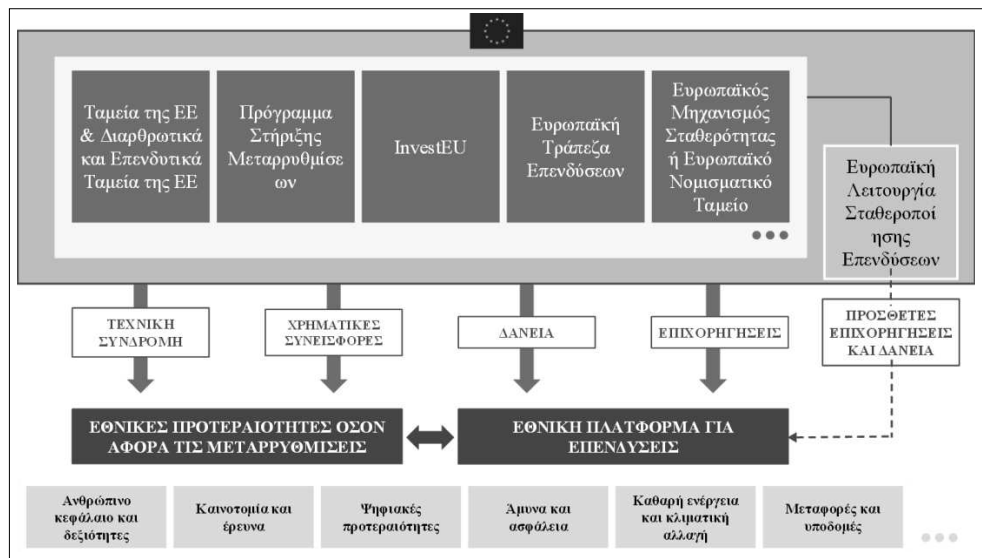 Ταμεία της ΕΕ
& Διαρθρωτικά
και Επενδυτικά
Ταμεία της ΕΕ
Πρόγραμμα
Στήριξης
Μεταρρυθμίσε
ων
InvestEU
Ευρωπαϊκή
Τράπεζα
Επενδύσεων
Ευρωπαϊκός
Μηχανισμός
Σταθερότητας
ή Ευρωπαϊκό
Νομισματικό
Ταμείο
Ευρωπαϊκή
Λειτουργία
Σταθεροποί
ησης
Επενδύσεων
ΤΕΧΝΙΚΗ
ΣΥΝΔΡΟΜΗ
ΧΡΗΜΑΤΙΚΕΣ
ΣΥΝΕΙΣΦΟΡΕΣ
ΔΑΝΕΙΑ
ΕΠΙΧΟΡΗΓΗΣΕΙΣ
ΠΡΟΣΘΕΤΕΣ
ΕΠΙΧΟΡΗΓΗΣΕΙΣ
ΚΑΙ ΔΑΝΕΙΑ
ΕΘΝΙΚΕΣ ΠΡΟΤΕΡΑΙΟΤΗΤΕΣ ΟΣΟΝ
ΑΦΟΡΑ ΤΙΣ ΜΕΤΑΡΡΥΘΜΙΣΕΙΣ
ΕΘΝΙΚΗ ΠΛΑΤΦΟΡΜΑ ΓΙΑ
ΕΠΕΝΔΥΣΕΙΣ
Ανθρώπινο
κεφάλαιο και
δεξιότητες
Καινοτομία και
έρευνα
Ψηφιακές
προτεραιότητες
Άμυνα και
ασφάλεια
Καθαρή ενέργεια
και κλιματική
αλλαγή
Μεταφορές και
υποδομές